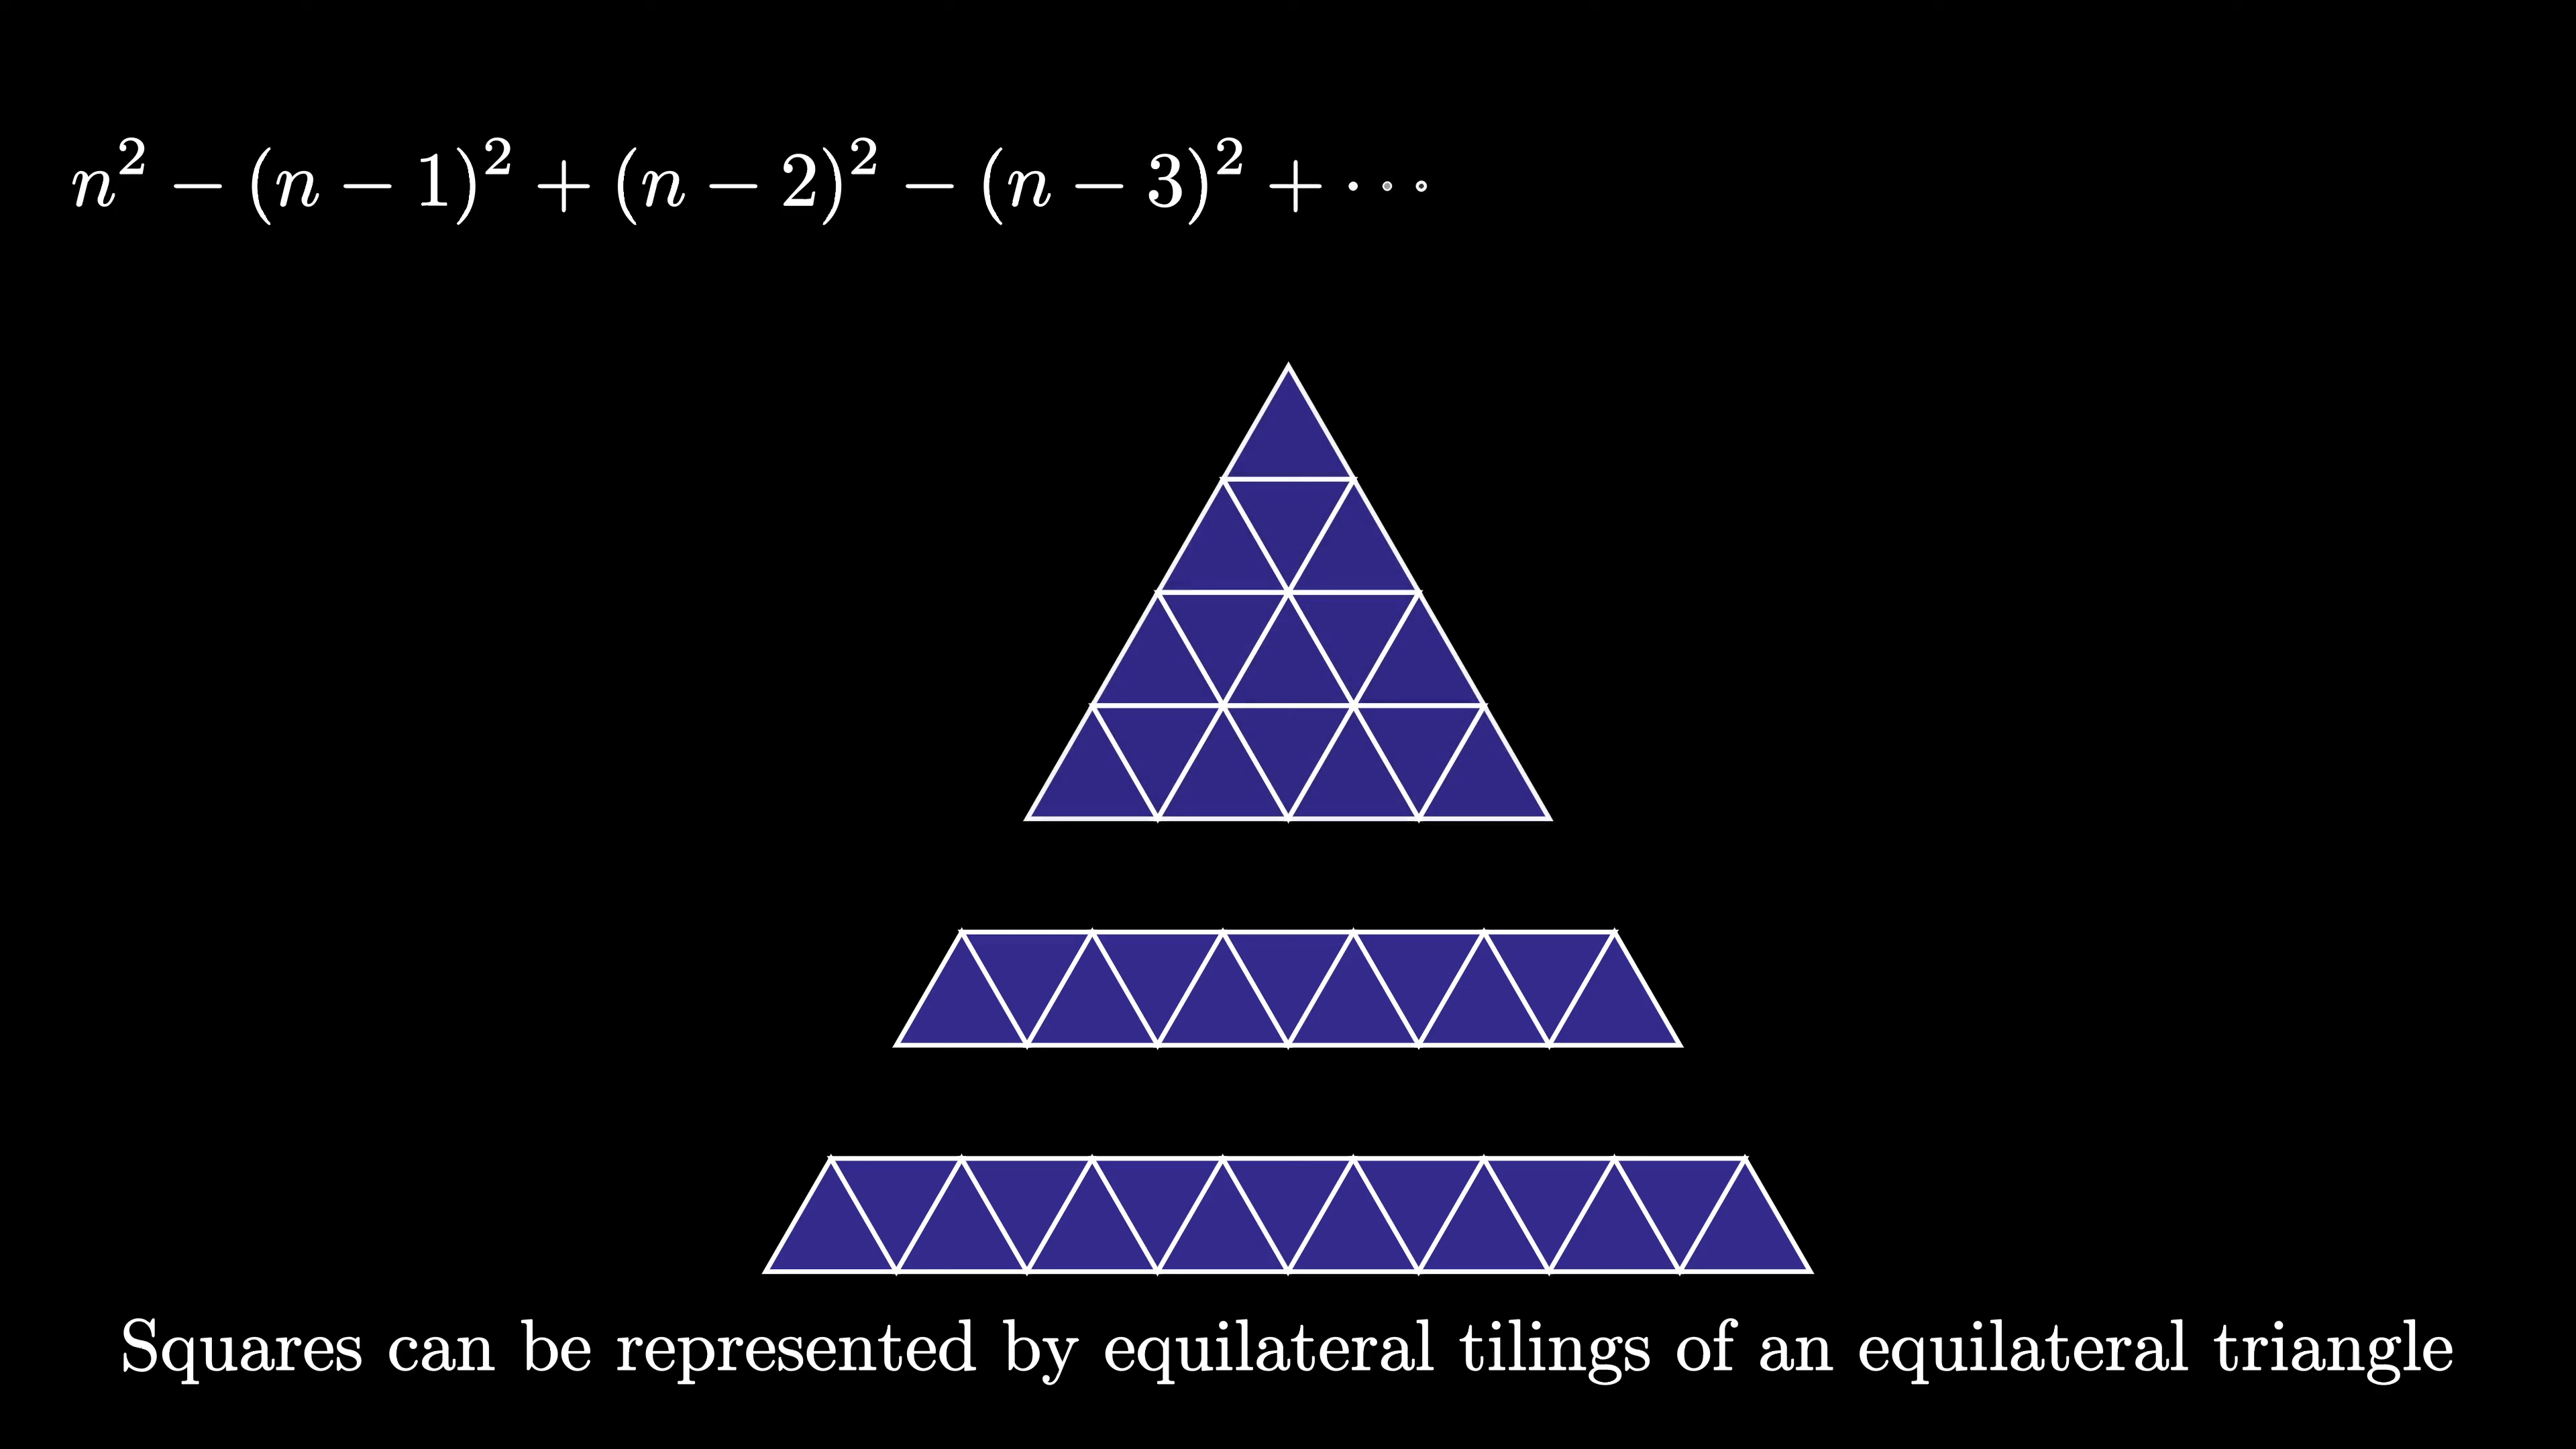 n² − (n − 1)² + (n − 2)² − (n − 3)² + ⋯
Squares can be represented by equilateral tilings of an equilateral triangle